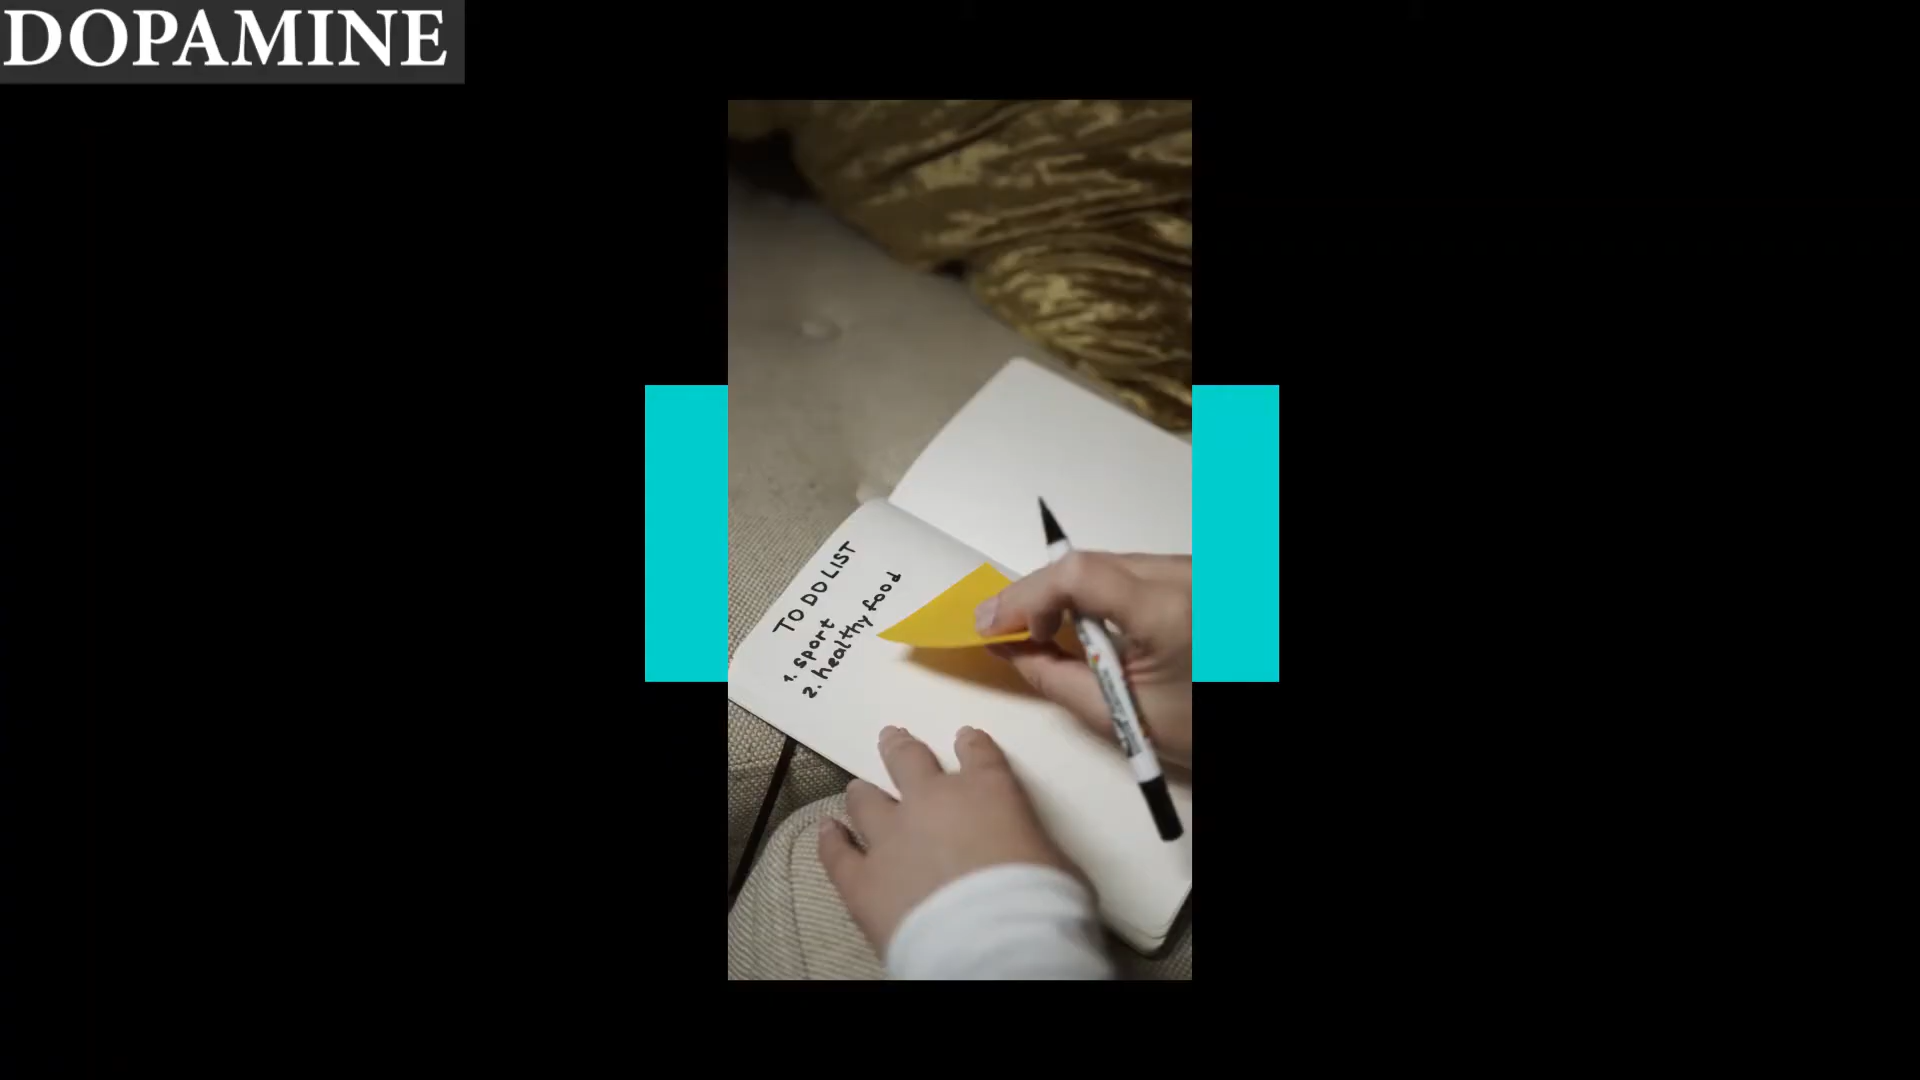 DOPAMINE
TO DO LIST
1. sport
2. healthy food